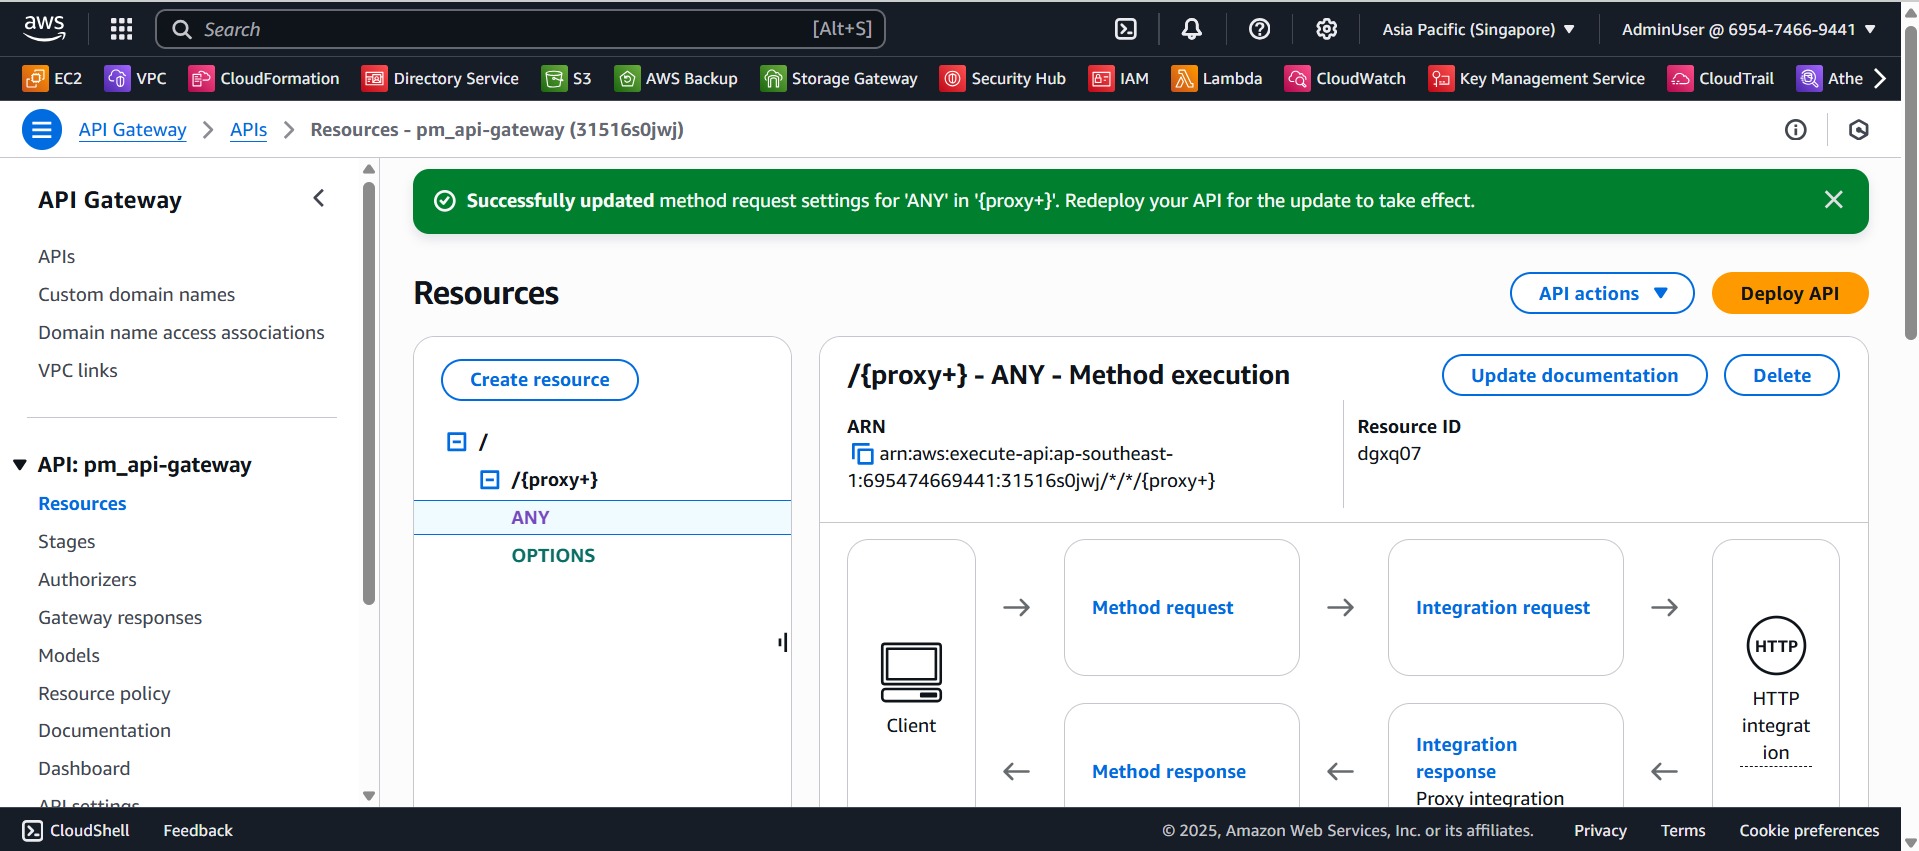 aws
Search
[Alt+S]
Asia Pacific (Singapore)
AdminUser @ 6954-7466-9441
EC2
VPC
CloudFormation
Directory Service
S3
AWS Backup
Storage Gateway
Security Hub
IAM
Lambda
CloudWatch
Key Management Service
CloudTrail
Athe
API Gateway
APIs
Resources - pm_api-gateway (31516s0jwj)
API Gateway
APIs
Custom domain names
Domain name access associations
VPC links
API: pm_api-gateway
Resources
Stages
Authorizers
Gateway responses
Models
Resource policy
Documentation
Dashboard
API settings
Successfully updated method request settings for 'ANY' in '{proxy+}'. Redeploy your API for the update to take effect.
Resources
API actions
Deploy API
Create resource
/
/{proxy+}
ANY
OPTIONS
/{proxy+} - ANY - Method execution
Update documentation
Delete
ARN
arn:aws:execute-api:ap-southeast-
1:695474669441:31516s0jwj/*/*/{proxy+}
Resource ID
dgxq07
Client
Method request
Integration request
HTTP
HTTP
integrat
ion
Method response
Integration
response
Proxy integration
CloudShell
Feedback
© 2025, Amazon Web Services, Inc. or its affiliates.
Privacy
Terms
Cookie preferences